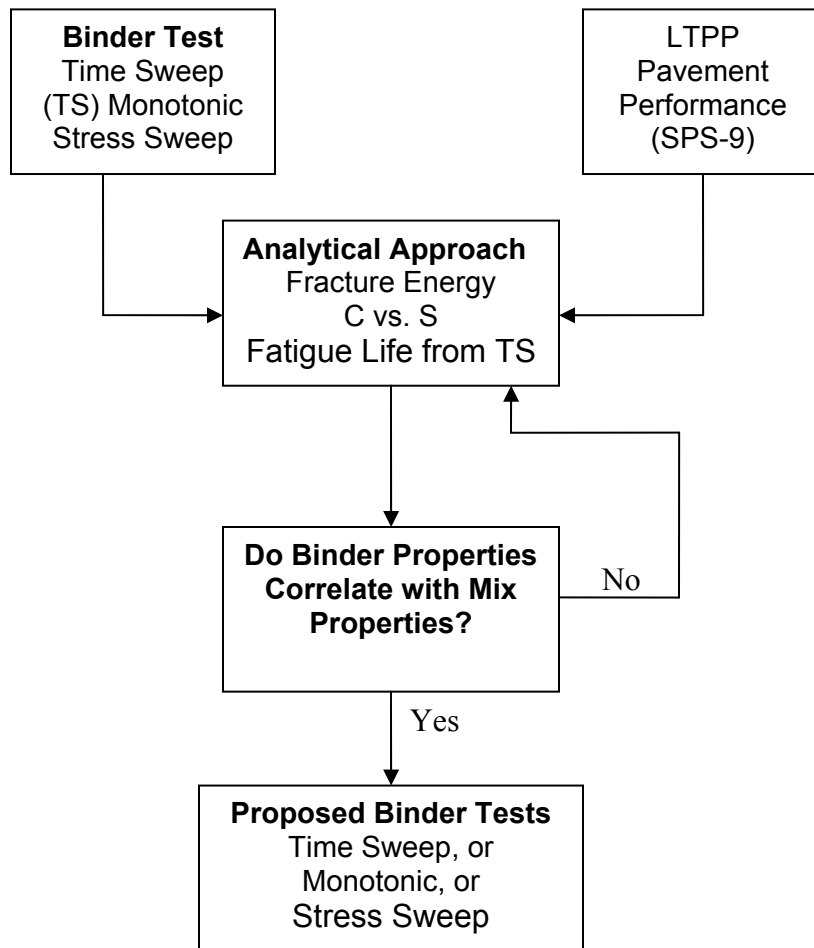 Binder Test
Time Sweep
(TS) Monotonic
Stress Sweep
LTPP
Pavement
Performance
(SPS-9)
Analytical Approach
Fracture Energy
C vs. S
Fatigue Life from TS
Do Binder Properties
Correlate with Mix
Properties?
No
Yes
Proposed Binder Tests
Time Sweep, or
Monotonic, or
Stress Sweep